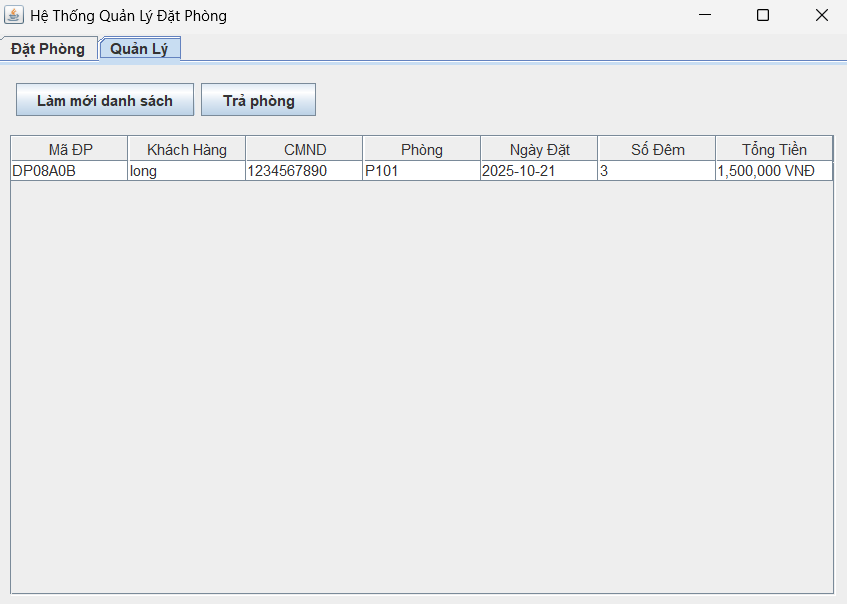 Hệ Thống Quản Lý Đặt Phòng
Đặt Phòng Quản Lý
Làm mới danh sách Trả phòng
Mã ĐP Khách Hàng CMND Phòng Ngày Đặt Số Đêm Tổng Tiền
DP08A0B long 1234567890 P101 2025-10-21 3 1,500,000 VNĐ